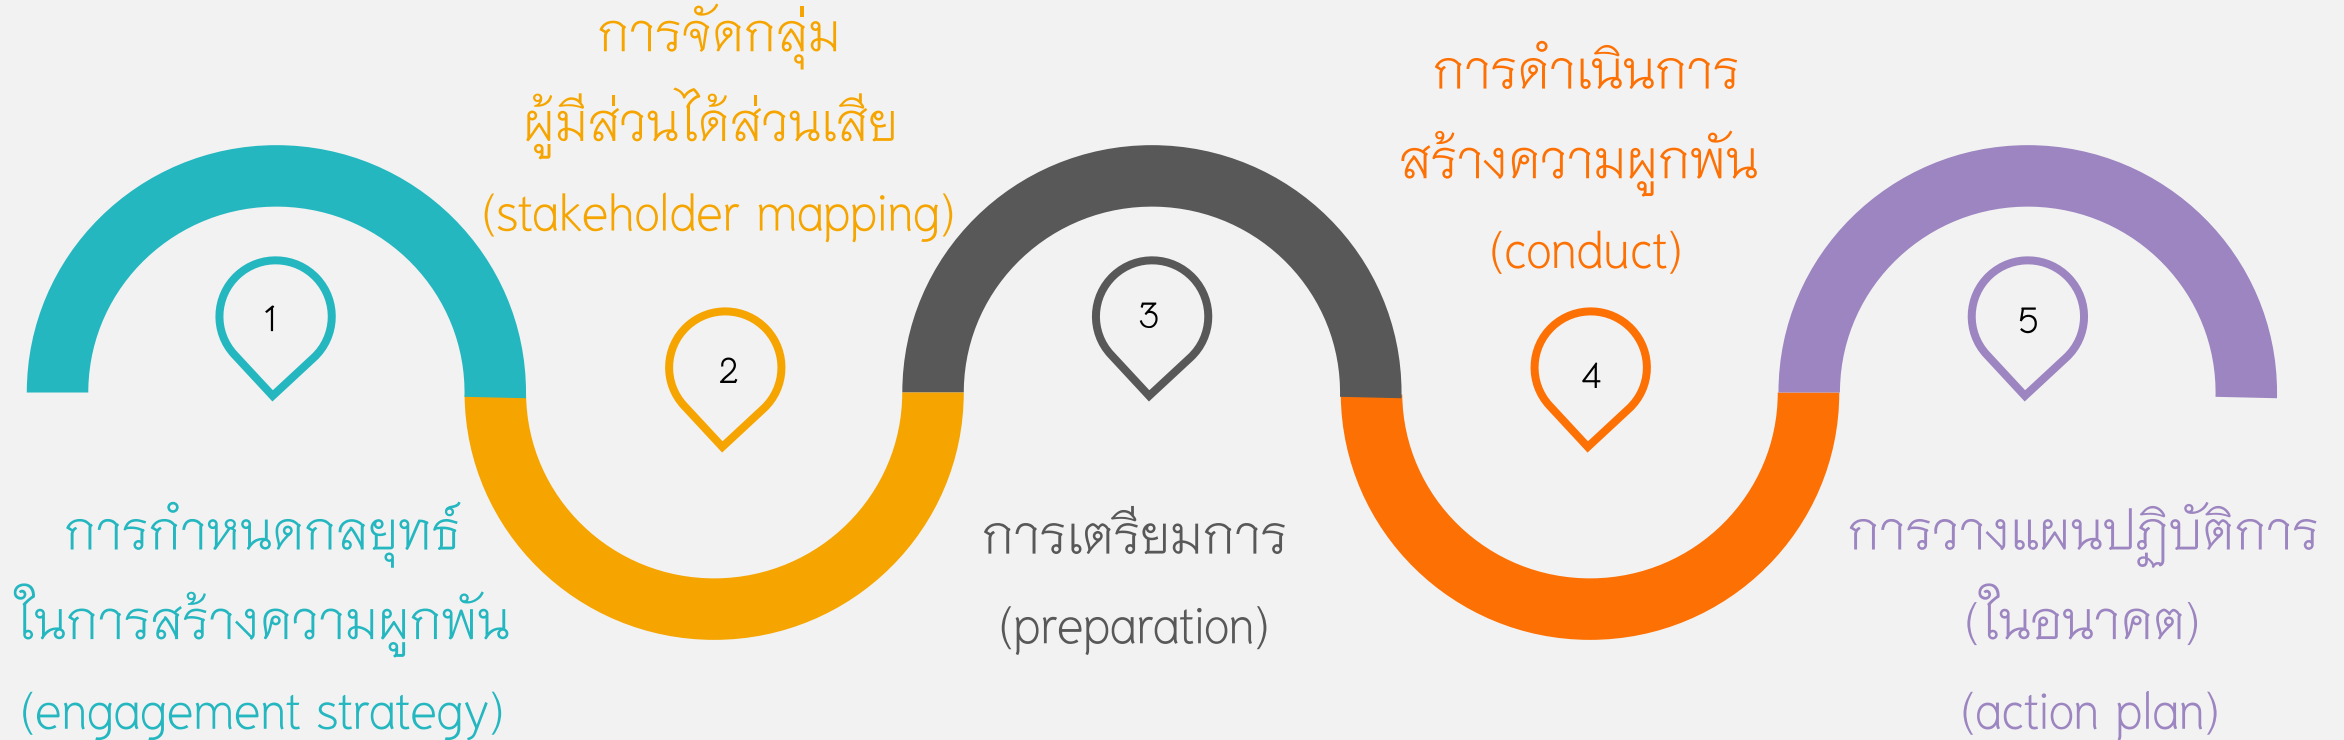 1
การกำหนดกลยุทธ์
ในการสร้างความผูกพัน
(engagement strategy)
การจัดกลุ่ม
ผู้มีส่วนได้ส่วนเสีย
(stakeholder mapping)
2
3
การเตรียมการ
(preparation)
การดำเนินการ
สร้างความผูกพัน
(conduct)
4
5
การวางแผนปฏิบัติการ
(ในอนาคต)
(action plan)